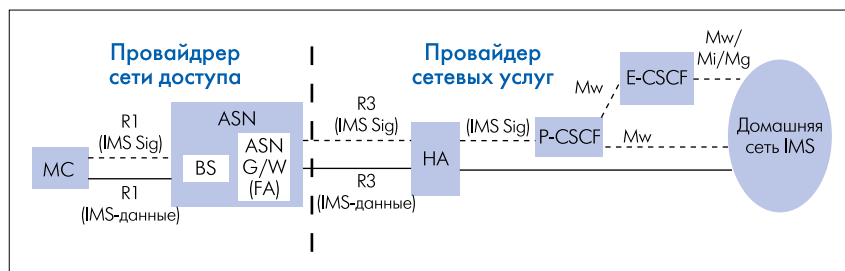 Провайдрер
сети доступа
Провайдер
сетевых услуг
Mw/
Mi/Mg
Mw
E-CSCF
R1
(IMS Sig)
ASN
R3
(IMS Sig)
(IMS Sig)
P-CSCF
Mw
Домашняя
сеть IMS
МС
BS
ASN
G/W
(FA)
HA
R1
(IMS-данные)
R3
(IMS-данные)